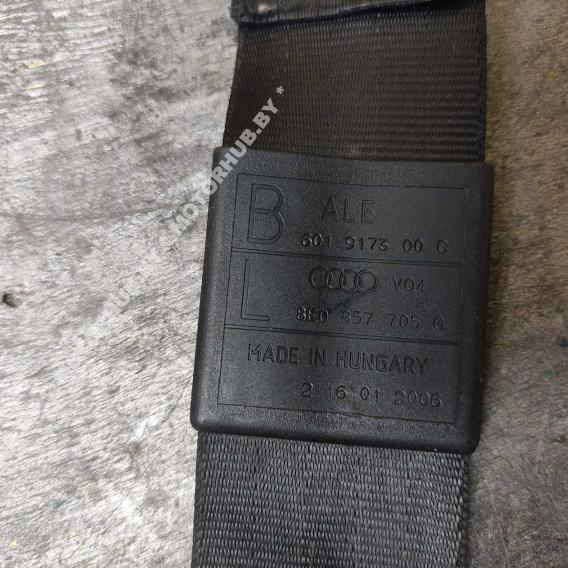 B ALE
601 9173 00 C
L V04
8E0 857 705 G
MADE IN HUNGARY
2 16 01 2006
MOTORHUB.BY *